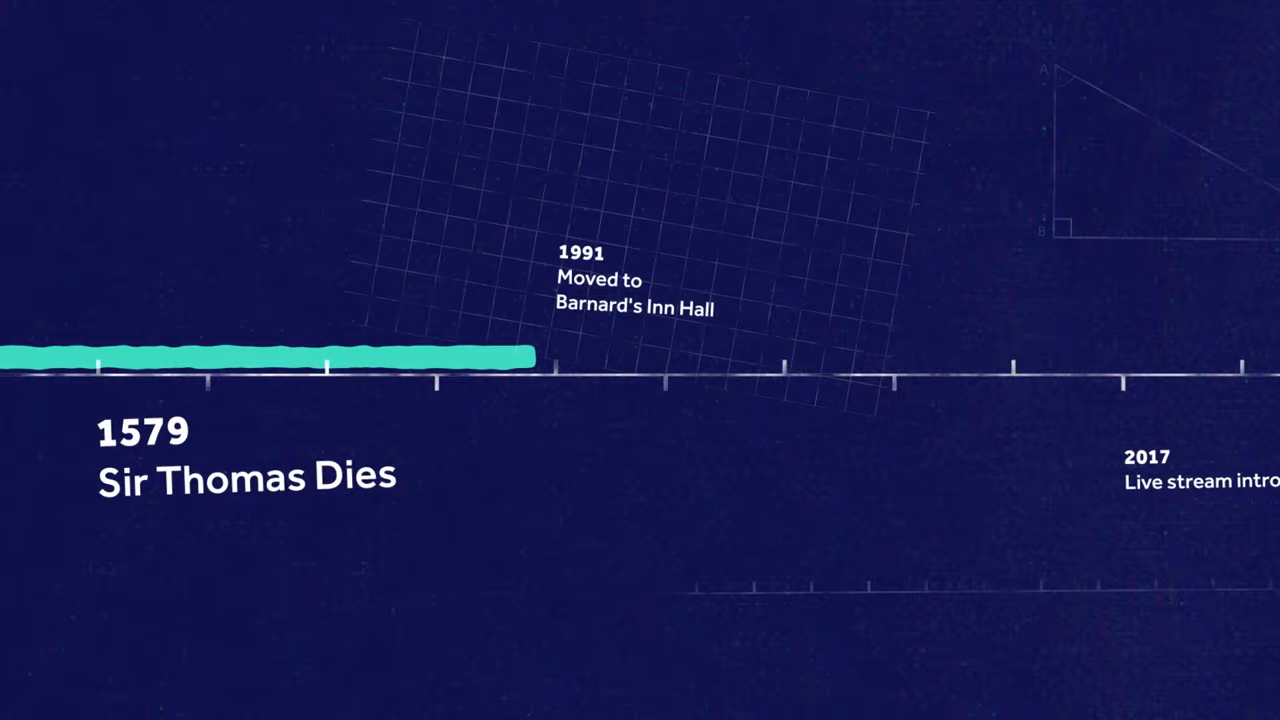 A
B
1991
Moved to
Barnard's Inn Hall
1579
Sir Thomas Dies
2017
Live stream intro